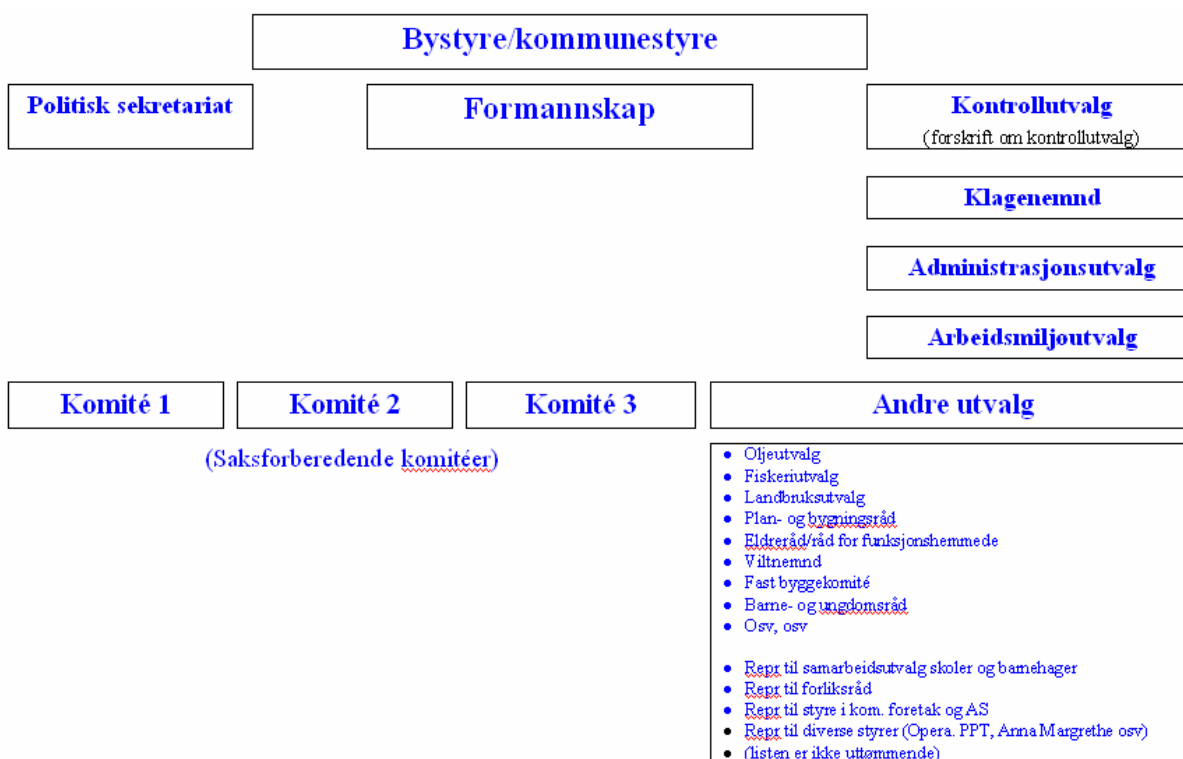 Bystyre/kommunestyre
Politisk sekretariat
Formannskap
Kontrollutvalg
(forskrift om kontrollutvalg)
Klagenemnd
Administrasjonsutvalg
Arbeidsmiljøutvalg
Komité 1
Komité 2
Komité 3
Andre utvalg
(Saksforberedende komitéer)
• Oljeutvalg
• Fiskeriutvalg
• Landbruksutvalg
• Plan- og bygningsråd
• Eldreråd/råd for funksjonshemmede
• Viltnemnd
• Fast byggekomité
• Barne- og ungdomsråd
• Osv, osv
• Repr til samarbeidsutvalg skoler og barnehager
• Repr til forliksråd
• Repr til styre i kom. foretak og AS
• Repr til diverse styrer (Opera. PPT, Anna Margrethe osv)
• (listen er ikke uttømmende)